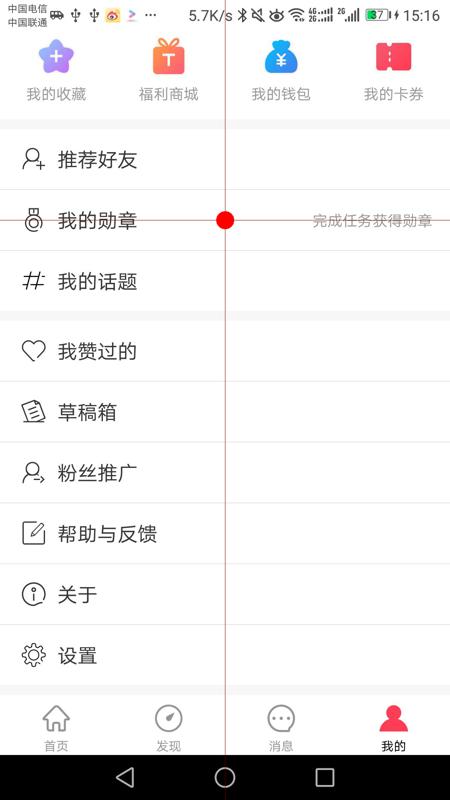 中国电信
中国联通
5.7K/s 4G 2G 2G 37 15:16
我的收藏 福利商城 我的钱包 我的卡券
推荐好友
我的勋章 完成任务获得勋章
我的话题
我赞过的
草稿箱
粉丝推广
帮助与反馈
关于
设置
首页 发现 消息 我的